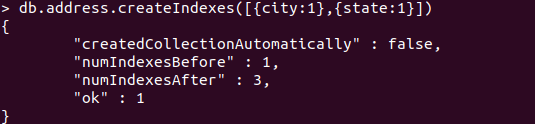 > db.address.createIndexes([{city:1},{state:1}])
{
        "createdCollectionAutomatically" : false,
        "numIndexesBefore" : 1,
        "numIndexesAfter" : 3,
        "ok" : 1
}